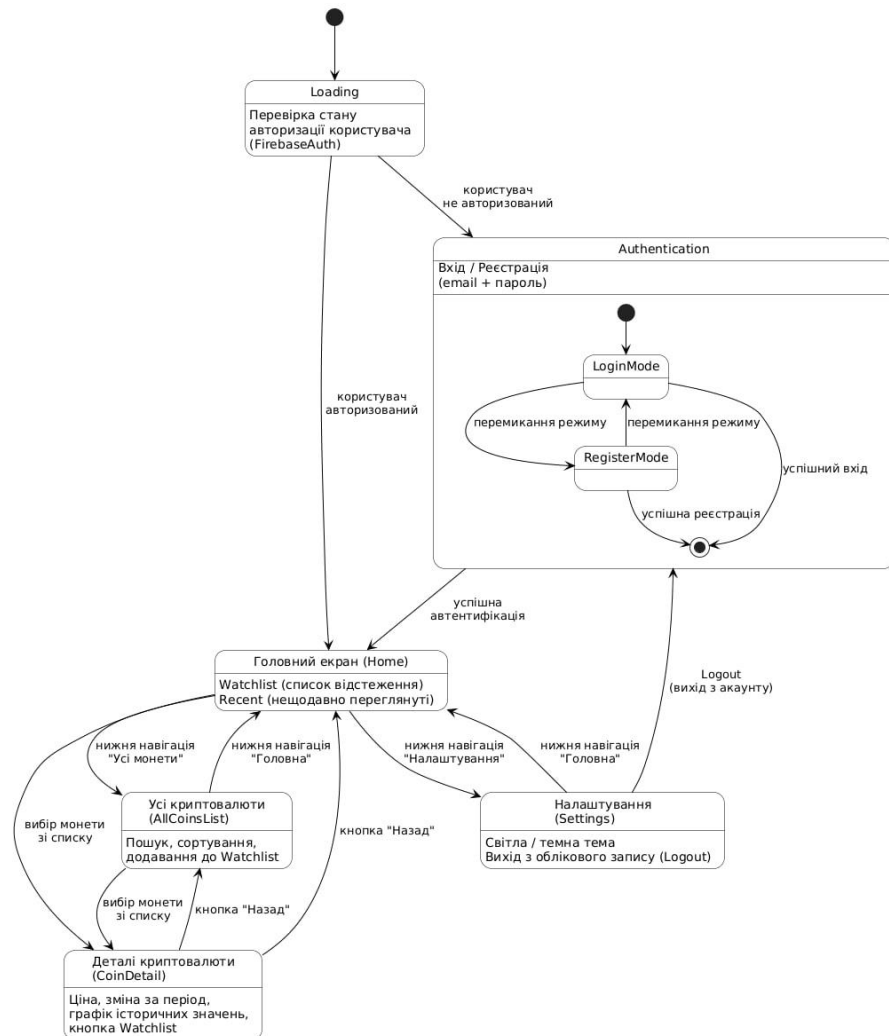 Loading
Перевірка стану
авторизації користувача
(FirebaseAuth)
користувач
не авторизований
Authentication
Вхід / Реєстрація
(email + пароль)
LoginMode
перемикання режиму
перемикання режиму
RegisterMode
успішний вхід
успішна реєстрація
користувач
авторизований
успішна
автентифікація
Головний екран (Home)
Watchlist (список відстеження)
Recent (нещодавно переглянуті)
Logout
(вихід з акаунту)
нижня навігація
"Усі монети"
нижня навігація
"Головна"
нижня навігація
"Налаштування"
нижня навігація
"Головна"
вибір монети
зі списку
Усі криптовалюти
(AllCoinsList)
Пошук, сортування,
додавання до Watchlist
кнопка "Назад"
Налаштування
(Settings)
Світла / темна тема
Вихід з облікового запису (Logout)
вибір монети
зі списку
кнопка "Назад"
Деталі криптовалюти
(CoinDetail)
Ціна, зміна за період,
графік історичних значень,
кнопка Watchlist